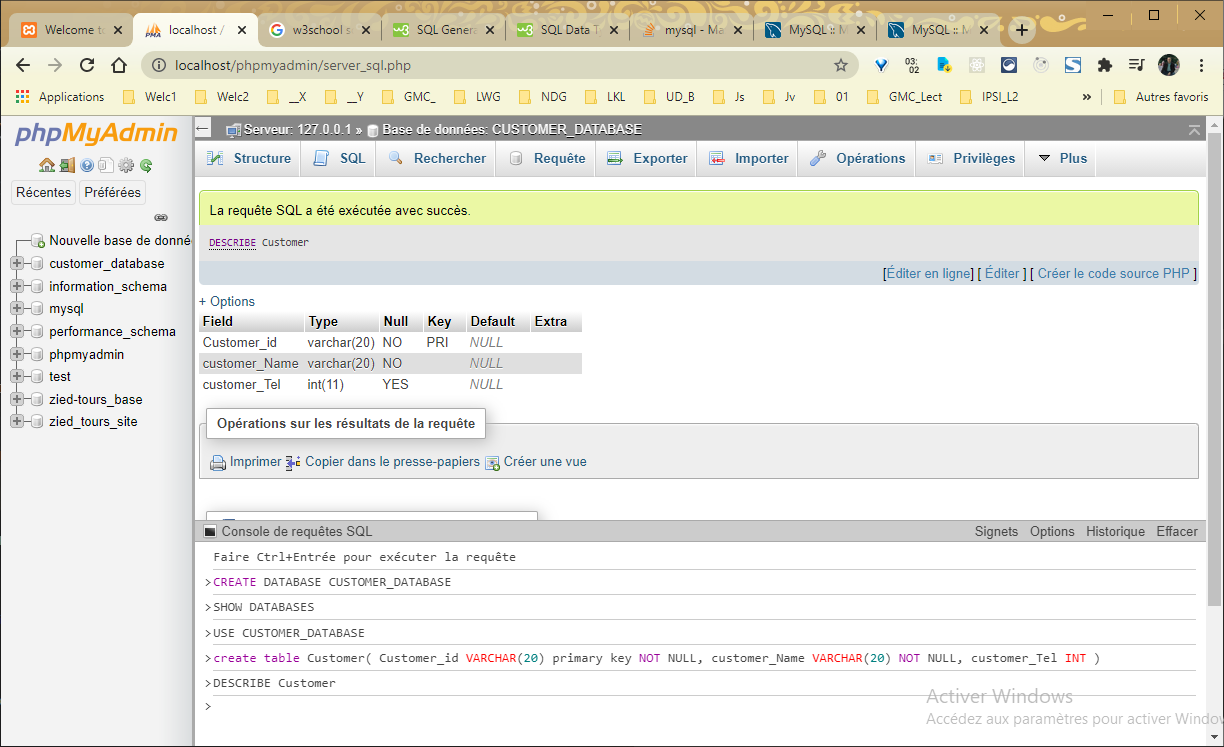 Welcome to
localhost /
w3school s
SQL Genera
SQL Data T
mysql - Ma
MySQL :: M
MySQL :: M
localhost/phpmyadmin/server_sql.php
03:
02
Applications Welc1 Welc2 __X __Y GMC_ LWG NDG LKL UD_B Js Jv 01 GMC_Lect IPSI_L2 » Autres favoris
phpMyAdmin
Récentes Préférées
Nouvelle base de donné
customer_database
information_schema
mysql
performance_schema
phpmyadmin
test
zied-tours_base
zied_tours_site
Serveur: 127.0.0.1 » Base de données: CUSTOMER_DATABASE
Structure SQL Rechercher Requête Exporter Importer Opérations Privilèges Plus
La requête SQL a été exécutée avec succès.
DESCRIBE Customer
[Éditer en ligne] [ Éditer ] [ Créer le code source PHP ]
+ Options
Field Type Null Key Default Extra
Customer_id varchar(20) NO PRI NULL
customer_Name varchar(20) NO NULL
customer_Tel int(11) YES NULL
Opérations sur les résultats de la requête
Imprimer Copier dans le presse-papiers Créer une vue
Console de requêtes SQL Signets Options Historique Effacer
Faire Ctrl+Entrée pour exécuter la requête
>CREATE DATABASE CUSTOMER_DATABASE
>SHOW DATABASES
>USE CUSTOMER_DATABASE
>create table Customer( Customer_id VARCHAR(20) primary key NOT NULL, customer_Name VARCHAR(20) NOT NULL, customer_Tel INT )
>DESCRIBE Customer
>
Activer Windows
Accédez aux paramètres pour activer Window